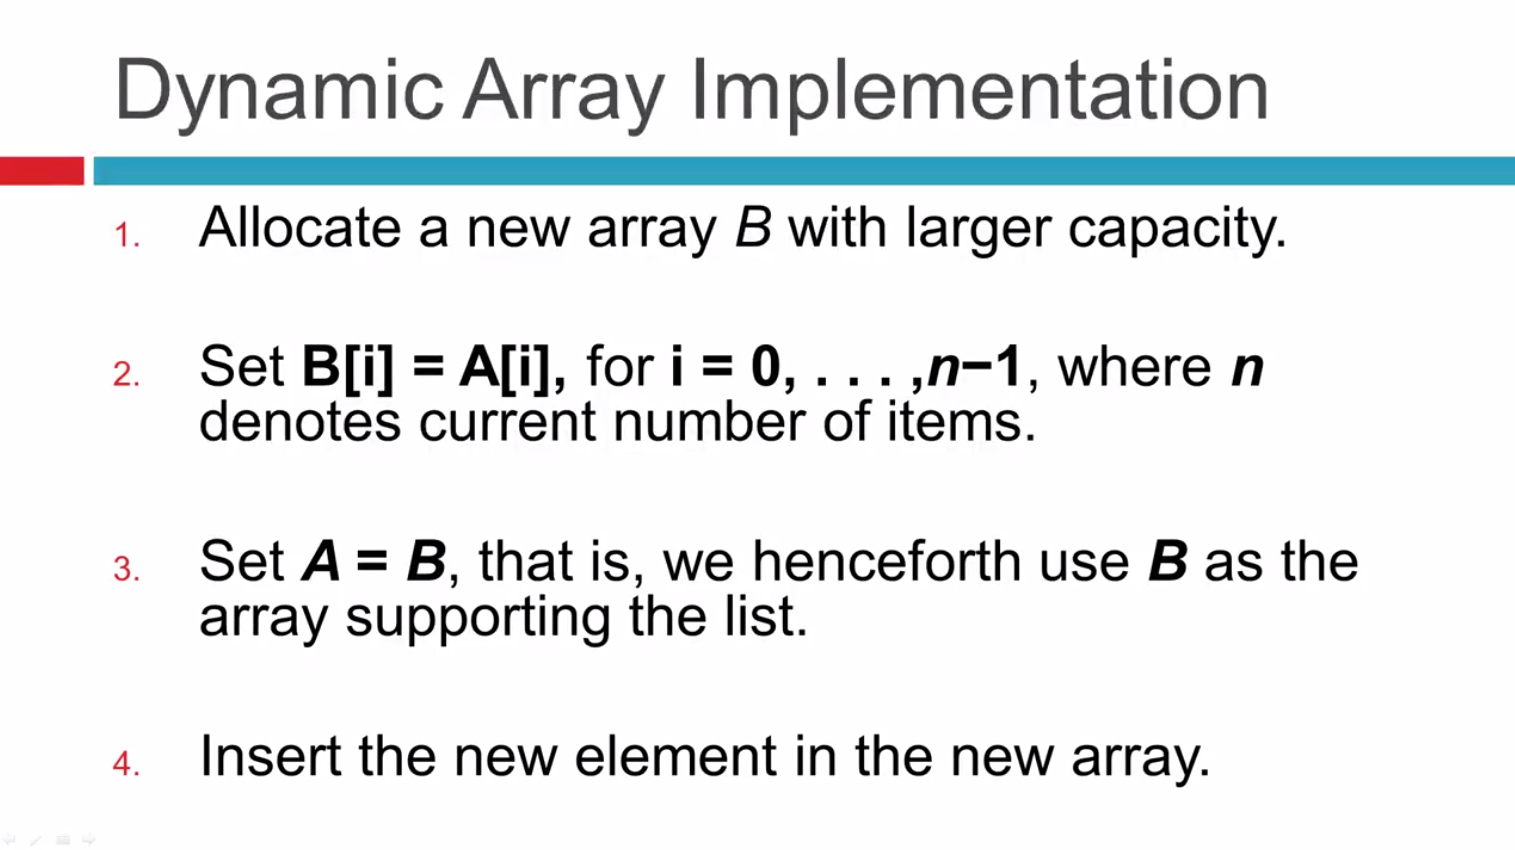 Dynamic Array Implementation
1. Allocate a new array B with larger capacity.
2. Set B[i] = A[i], for i = 0, . . . ,n−1, where n
denotes current number of items.
3. Set A = B, that is, we henceforth use B as the
array supporting the list.
4. Insert the new element in the new array.